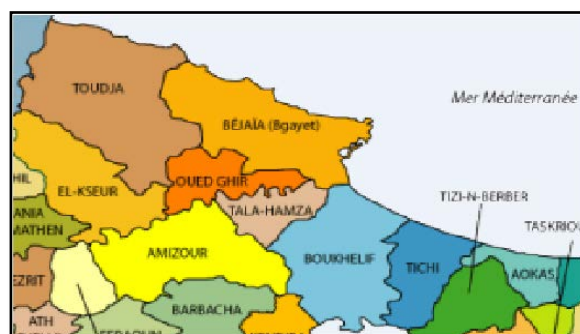 TOUDJA
Mer Méditerranée
BÉJAÏA (Bgayet)
OUED GHIR
EL-KSEUR
TIZI-N-BERBER
TALA-HAMZA
AMIZOUR
BOUKHELIF
TICHI
AOKAS
BARBACHA
ATH